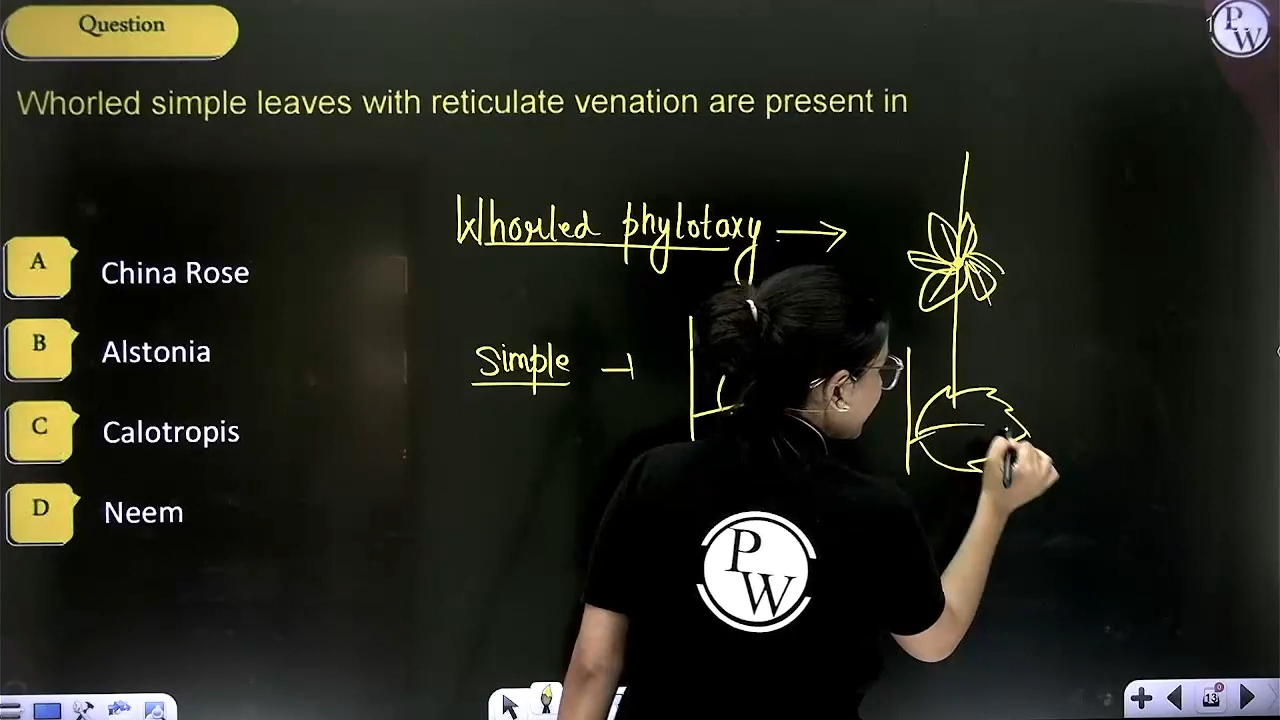 Question
PW
Whorled simple leaves with reticulate venation are present in
Whorled phylotaxy
A China Rose
B Alstonia
Simple
C Calotropis
D Neem
PW
13